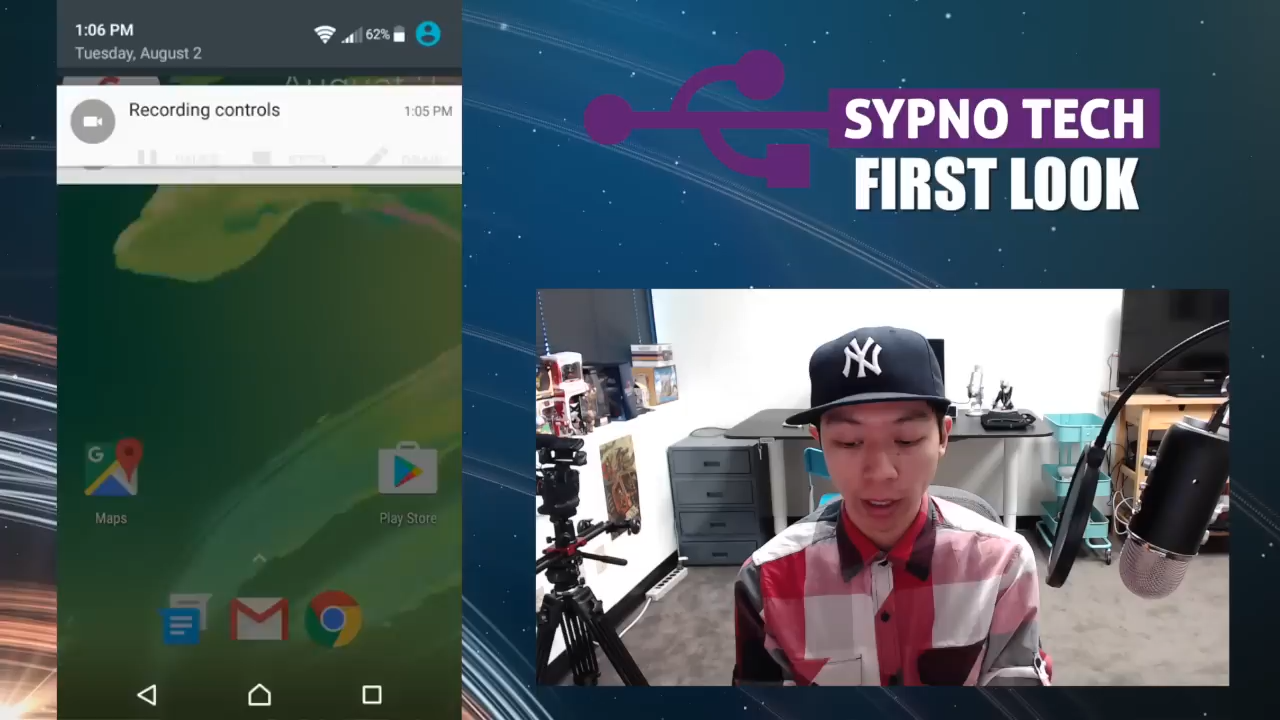 1:06 PM
Tuesday, August 2
62%
Recording controls
1:05 PM
G
Maps
Play Store
SYPNO TECH
FIRST LOOK
NY